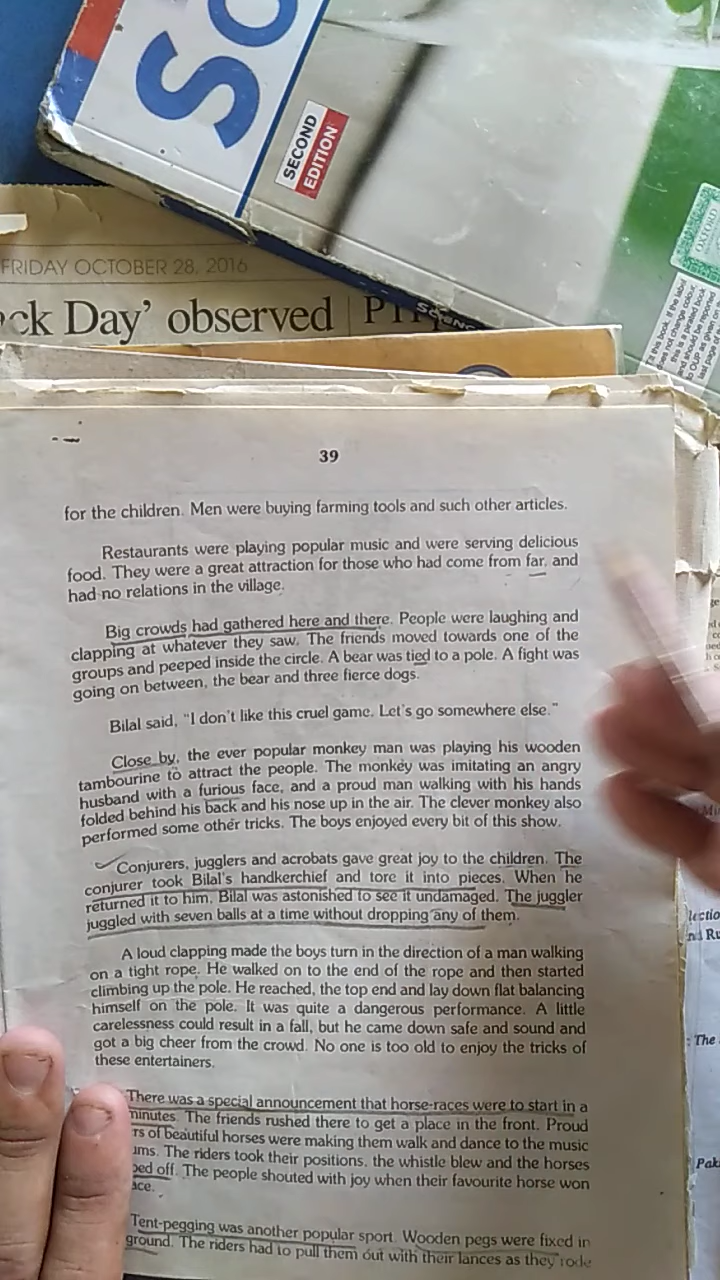 Sc
SECOND
EDITION
OXFORD
FRIDAY OCTOBER 28, 2016
ck Day' observed
39
for the children. Men were buying farming tools and such other articles.
Restaurants were playing popular music and were serving delicious
food. They were a great attraction for those who had come from far, and
had no relations in the village.
Big crowds had gathered here and there. People were laughing and
clapping at whatever they saw. The friends moved towards one of the
groups and peeped inside the circle. A bear was tied to a pole. A fight was
going on between, the bear and three fierce dogs.
Bilal said, "I don't like this cruel game. Let's go somewhere else."
Close by, the ever popular monkey man was playing his wooden
tambourine to attract the people. The monkey was imitating an angry
husband with a furious face, and a proud man walking with his hands
folded behind his back and his nose up in the air. The clever monkey also
performed some other tricks. The boys enjoyed every bit of this show.
Conjurers, jugglers and acrobats gave great joy to the children. The
conjurer took Bilal's handkerchief and tore it into pieces. When he
returned it to him, Bilal was astonished to see it undamaged. The juggler
juggled with seven balls at a time without dropping any of them.
A loud clapping made the boys turn in the direction of a man walking
on a tight rope. He walked on to the end of the rope and then started
climbing up the pole. He reached, the top end and lay down flat balancing
himself on the pole. It was quite a dangerous performance. A little
carelessness could result in a fall, but he came down safe and sound and
got a big cheer from the crowd. No one is too old to enjoy the tricks of
these entertainers.
There was a special announcement that horse-races were to start in a
minutes. The friends rushed there to get a place in the front. Proud
rs of beautiful horses were making them walk and dance to the music
ums. The riders took their positions, the whistle blew and the horses
ped off. The people shouted with joy when their favourite horse won
ace.
Tent-pegging was another popular sport. Wooden pegs were fixed in
ground. The riders had to pull them out with their lances as they rode
: The